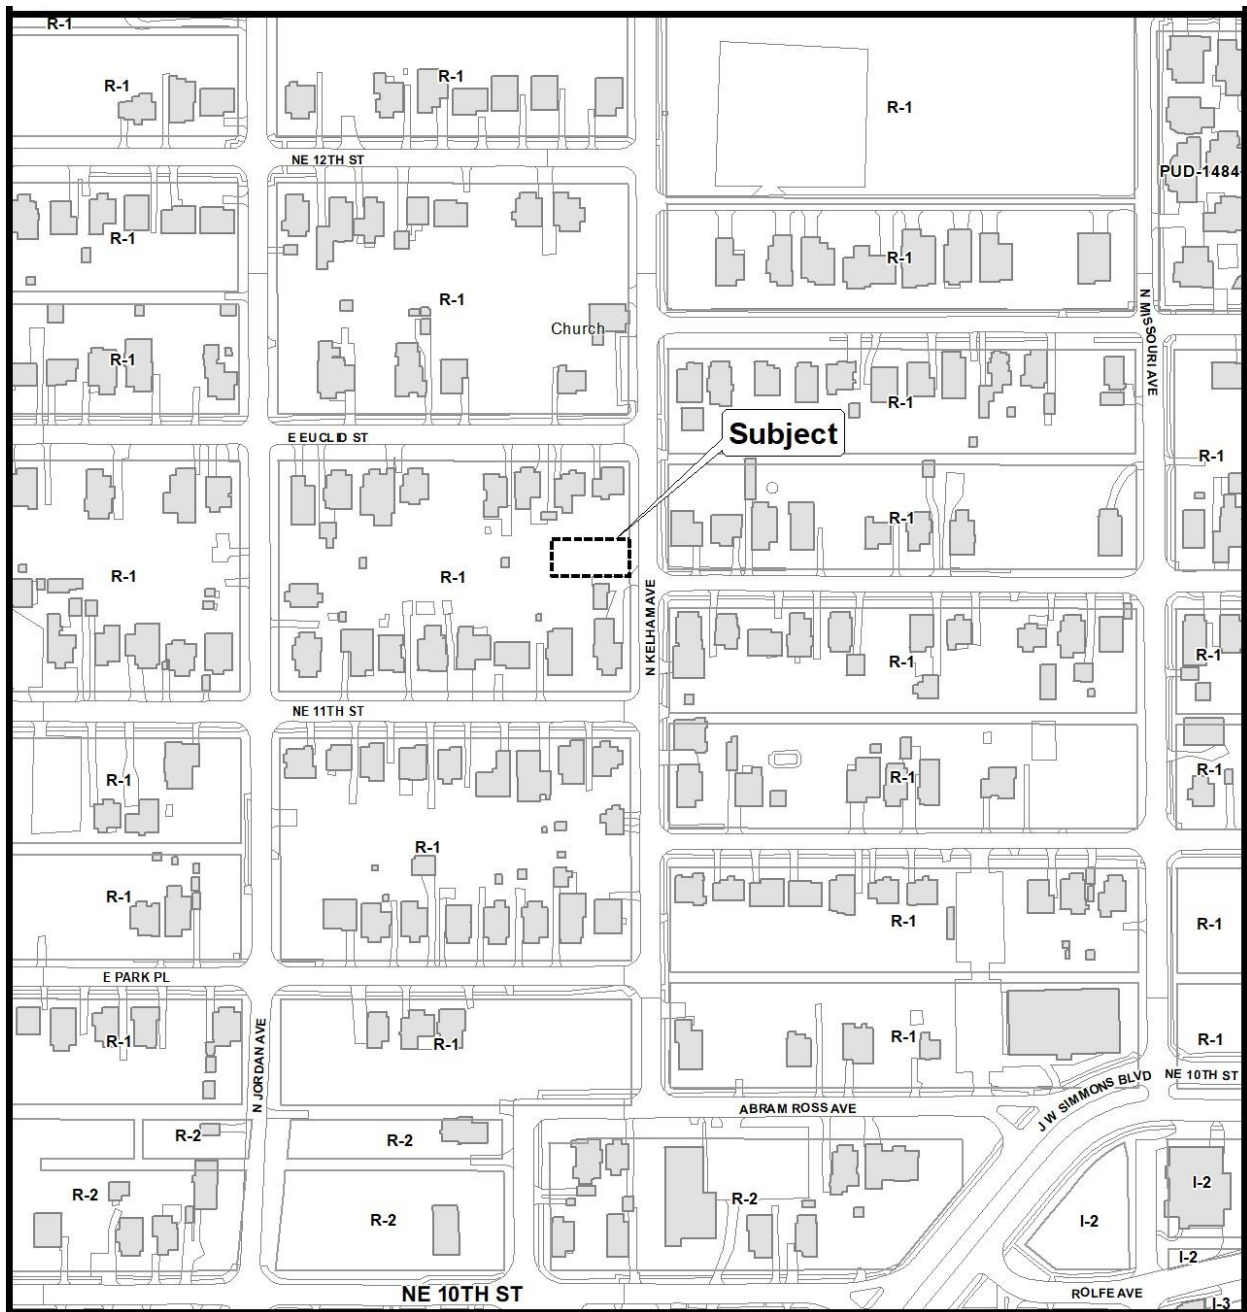 R-1
R-1
R-1
R-1
NE 12TH ST
PUD-1484
R-1
R-1
R-1
N MISSOURI AVE
Church
R-1
R-1
Subject
E EUCLID ST
R-1
R-1
R-1
R-1
N KELHAM AVE
R-1
R-1
NE 11TH ST
R-1
R-1
R-1
R-1
R-1
R-1
R-1
E PARK PL
R-1
R-1
R-1
R-1
N JORDAN AVE
J W SIMMONS BLVD
NE 10TH ST
ABRAM ROSS AVE
R-2
R-2
R-2
R-2
R-2
I-2
I-2
I-2
NE 10TH ST
ROLFE AVE
I-3